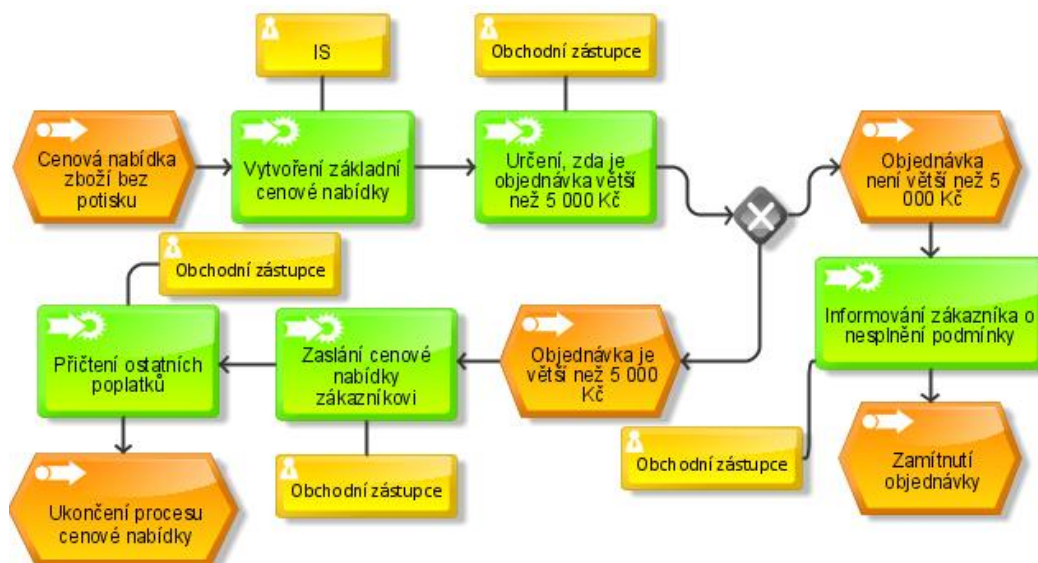 IS
Obchodní zástupce
Cenová nabídka
zboží bez
potisku
Vytvoření základní
cenové nabídky
Určení, zda je
objednávka větší
než 5 000 Kč
Objednávka
není větší než 5
000 Kč
Obchodní zástupce
Přičtení ostatních
poplatků
Zaslání cenové
nabídky
zákazníkovi
Objednávka je
větší než 5 000
Kč
Informování zákazníka o
nesplnění podmínky
Ukončení procesu
cenové nabídky
Obchodní zástupce
Obchodní zástupce
Zamítnutí
objednávky